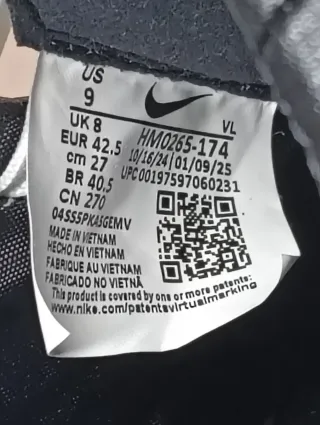 US
9
UK 8
EUR 42.5
cm 27
BR 40.5
CN 270
VL
HM0265-174
10/16/24 | 01/09/25
UPC00197597060231
04SS5PKA5GEMV
MADE IN VIETNAM
HECHO EN VIETNAM
FABRIQUE AU VIETNAM
FABRICADO NO VIETNÃ
This product is covered by one or more patents:
www.nike.com/patentsvirtualmarking